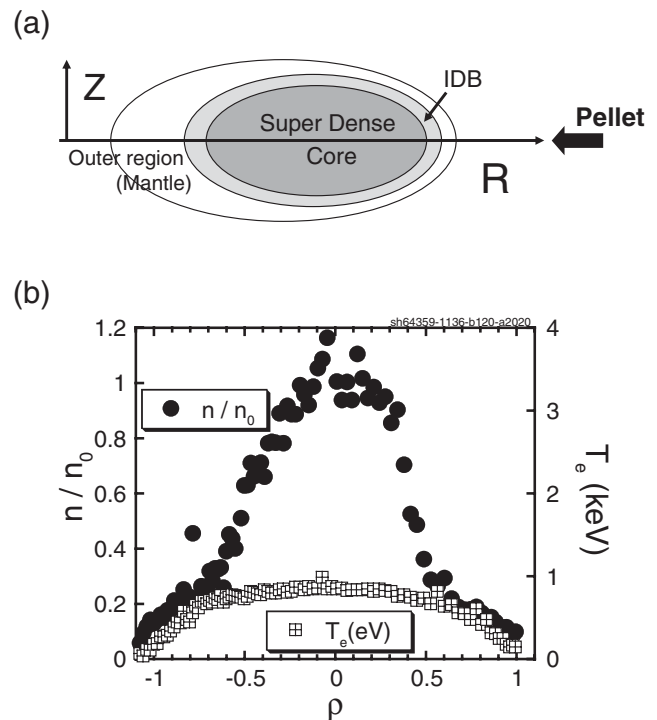 (a)
Z
IDB
Super Dense
Pellet
Core
Outer region
(Mantle)
R
(b)
sh64359-1136-b120-a2020
1.2
4
1
n / n0
3
0.8
n / n0
0.6
2
Te (keV)
0.4
1
0.2
Te(eV)
0
0
-1
-0.5
0
0.5
1
ρ